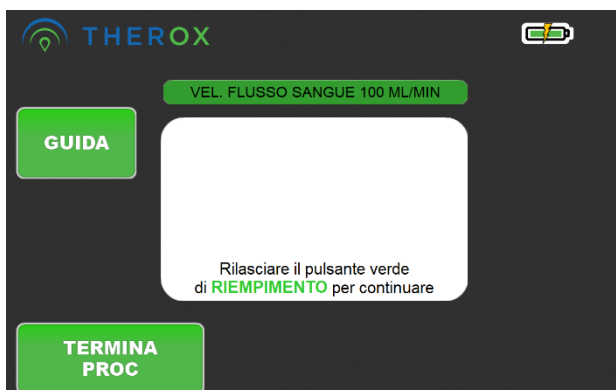 THEROX
VEL. FLUSSO SANGUE 100 ML/MIN
GUIDA
Rilasciare il pulsante verde
di RIEMPIMENTO per continuare
TERMINA
PROC